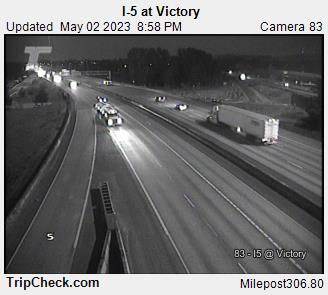 I-5 at Victory
Updated May 02 2023 8:58 PM Camera 83
S
83 - I5 @ Victory
TripCheck.com Milepost306.80